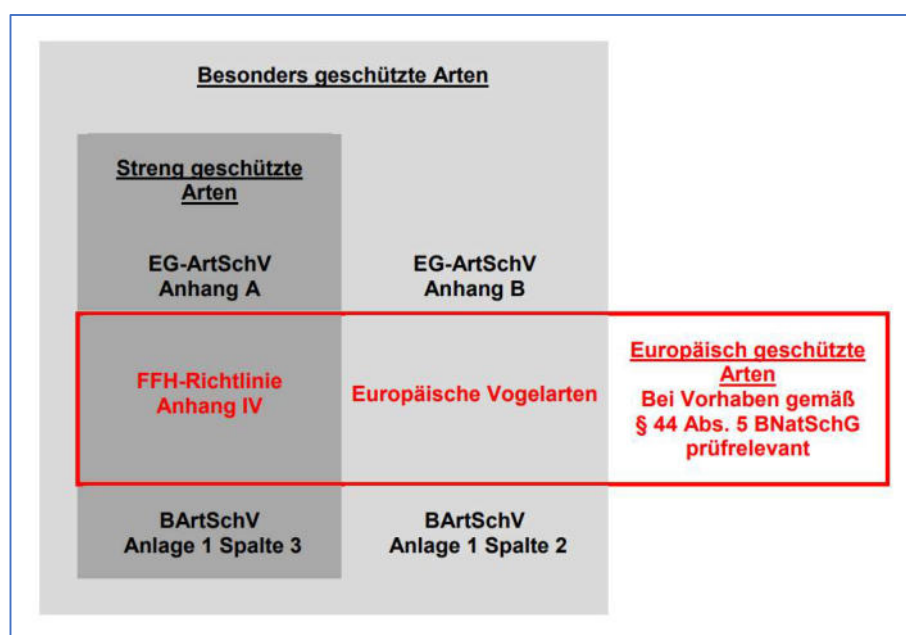 Besonders geschützte Arten
Streng geschützte
Arten
EG-ArtSchV
Anhang A
EG-ArtSchV
Anhang B
FFH-Richtlinie
Anhang IV
Europäische Vogelarten
Europäisch geschützte
Arten
Bei Vorhaben gemäß
§ 44 Abs. 5 BNatSchG
prüfrelevant
BArtSchV
Anlage 1 Spalte 3
BArtSchV
Anlage 1 Spalte 2